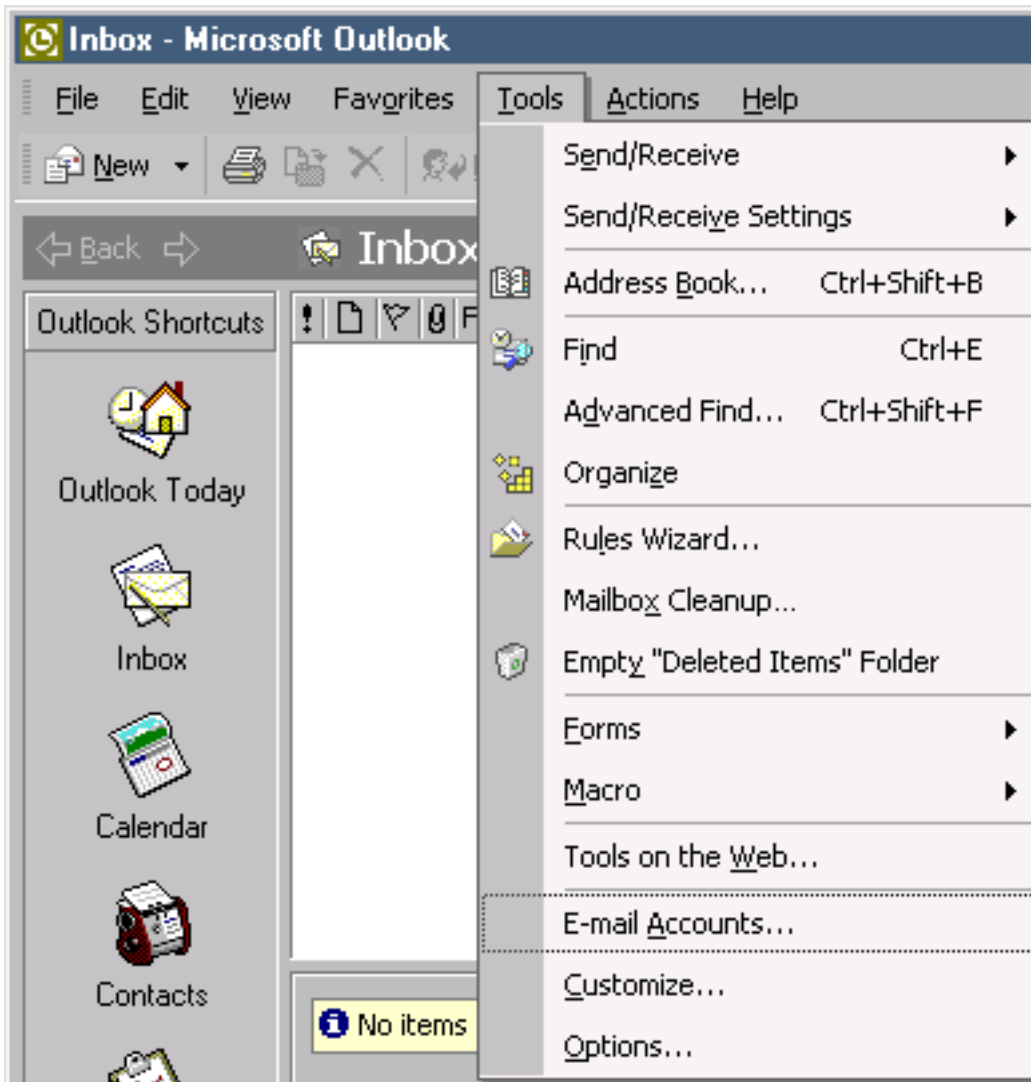 Inbox - Microsoft Outlook
File Edit View Favorites Tools Actions Help
New
Back Inbox
Outlook Shortcuts
! F
Outlook Today
Inbox
Calendar
Contacts
No items
Send/Receive
Send/Receive Settings
Address Book... Ctrl+Shift+B
Find Ctrl+E
Advanced Find... Ctrl+Shift+F
Organize
Rules Wizard...
Mailbox Cleanup...
Empty "Deleted Items" Folder
Forms
Macro
Tools on the Web...
E-mail Accounts...
Customize...
Options...